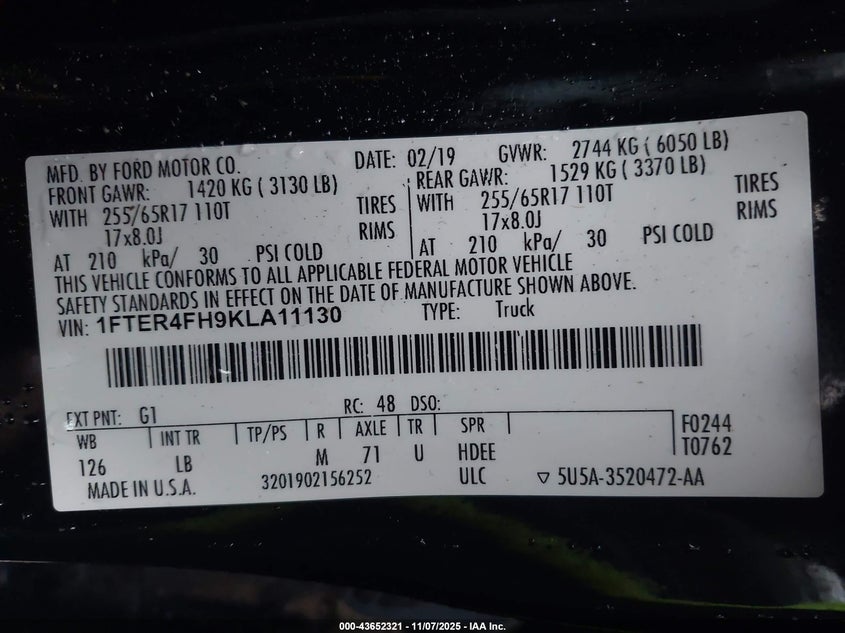 MFD. BY FORD MOTOR CO. DATE: 02/19 GVWR: 2744 KG ( 6050 LB)
FRONT GAWR: 1420 KG ( 3130 LB) REAR GAWR: 1529 KG ( 3370 LB)
WITH 255/65R17 110T TIRES WITH 255/65R17 110T TIRES
17x8.0J RIMS 17x8.0J RIMS
AT 210 kPa/ 30 PSI COLD AT 210 kPa/ 30 PSI COLD
THIS VEHICLE CONFORMS TO ALL APPLICABLE FEDERAL MOTOR VEHICLE
SAFETY STANDARDS IN EFFECT ON THE DATE OF MANUFACTURE SHOWN ABOVE.
VIN: 1FTER4FH9KLA11130 TYPE: Truck
EXT PNT: G1 RC: 48 DSO:
WB INT TR TP/PS R AXLE TR SPR F0244
126 LB M 71 U HDEE T0762
MADE IN U.S.A. 3201902156252 ULC ▽ 5U5A-3520472-AA
000-43652321 - 11/07/2025 - IAA Inc.